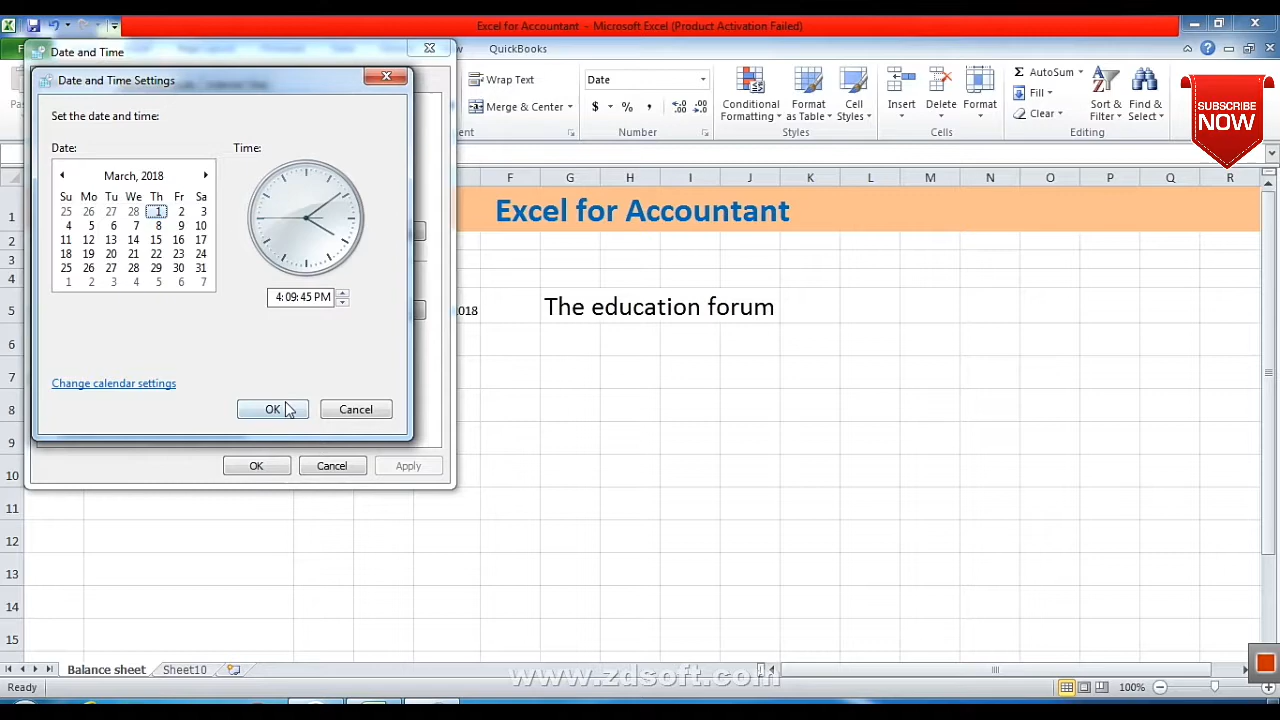 Excel for Accountant - Microsoft Excel (Product Activation Failed)
Date and Time
QuickBooks
Date and Time Settings
Set the date and time:
Date:
Time:
March, 2018
Su Mo Tu We Th Fr Sa
25 26 27 28 1 2 3
4 5 6 7 8 9 10
11 12 13 14 15 16 17
18 19 20 21 22 23 24
25 26 27 28 29 30 31
1 2 3 4 5 6 7
4:09:45 PM
Change calendar settings
OK Cancel
OK Cancel Apply
Wrap Text
Merge & Center
Date
$ % ,
Number
Conditional Formatting
Format as Table
Cell Styles
Styles
Insert Delete Format
Cells
Σ AutoSum
Fill
Clear
Sort & Filter
Find & Select
Editing
SUBSCRIBE
NOW
F G H I J K L M N O P Q R
1 Excel for Accountant
2
3
4
5 018 The education forum
6
7
8
9
10
11
12
13
14
15
Balance sheet Sheet10
www.zdsoft.com
Ready
100%